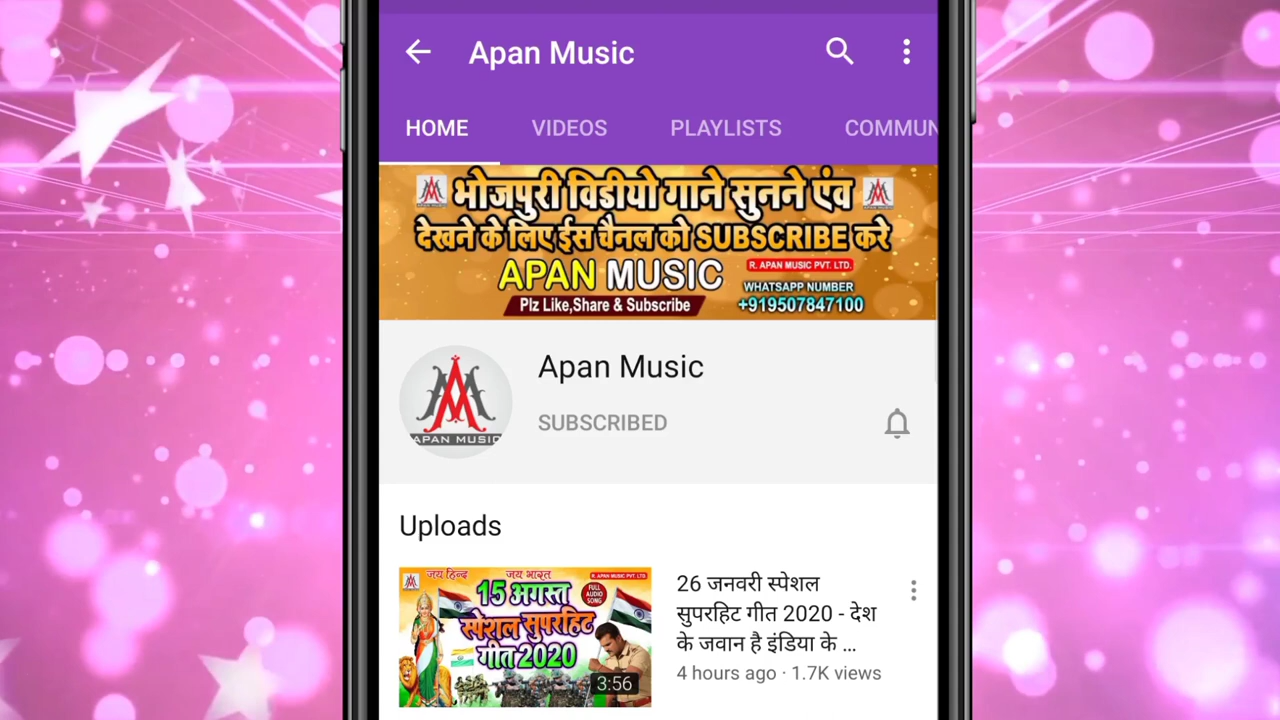 Apan Music
HOME VIDEOS PLAYLISTS COMMUN
भोजपुरी विडीयो गाने सुनने एंव
देखने के लिए ईस चैनल को SUBSCRIBE करे
APAN MUSIC
R. APAN MUSIC PVT. LTD.
WHATSAPP NUMBER
+919507847100
Plz Like,Share & Subscribe
Apan Music
SUBSCRIBED
APAN MUSIC
Uploads
जय हिन्द जय भारत
R. APAN MUSIC PVT. LTD
15 अगस्त
FULL
AUDIO
SONG
स्पेशल सुपरहिट
गीत 2020
3:56
26 जनवरी स्पेशल
सुपरहिट गीत 2020 - देश
के जवान है इंडिया के ...
4 hours ago · 1.7K views